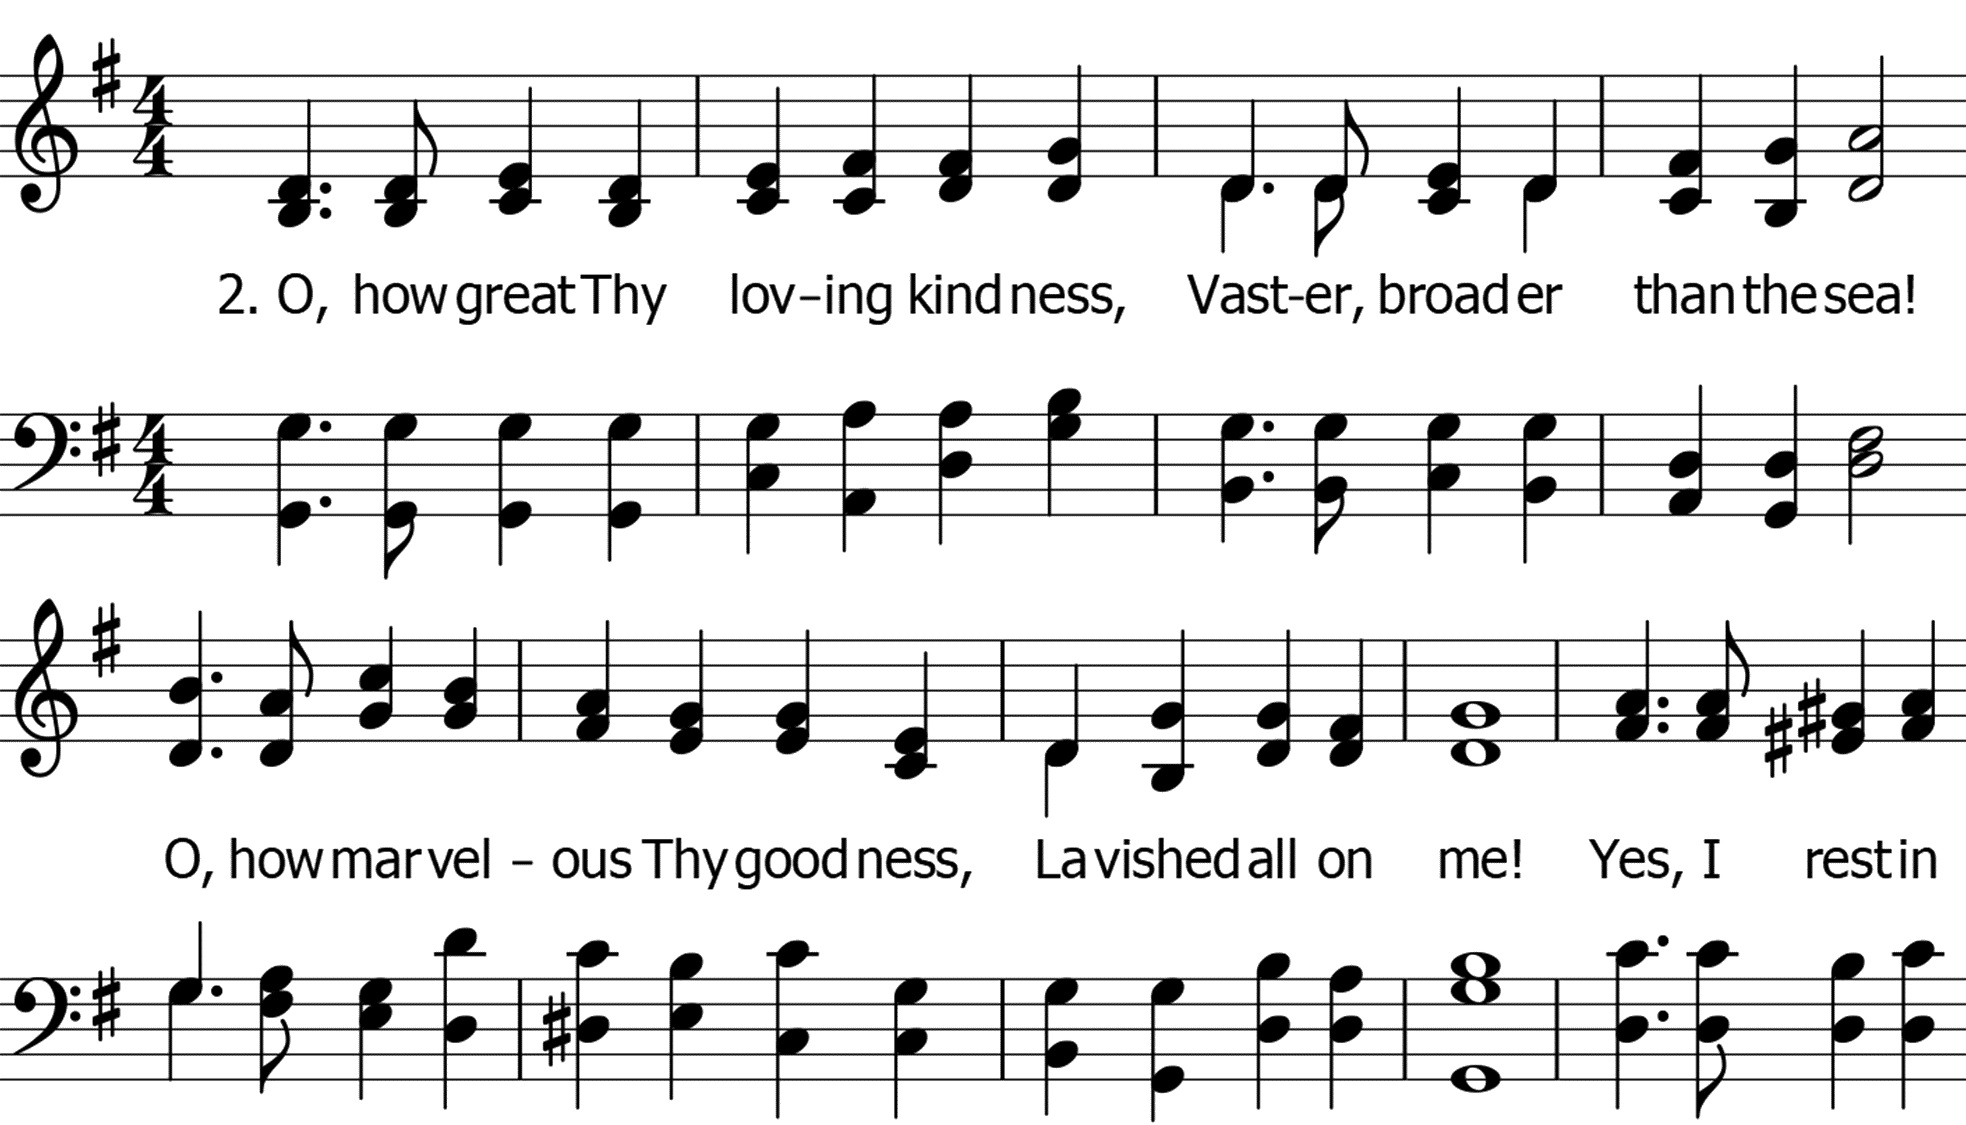 2. O, how great Thy lov-ing kind ness, Vast-er, broad er than the sea!
O, how mar vel - ous Thy good ness, La vished all on me! Yes, I rest in